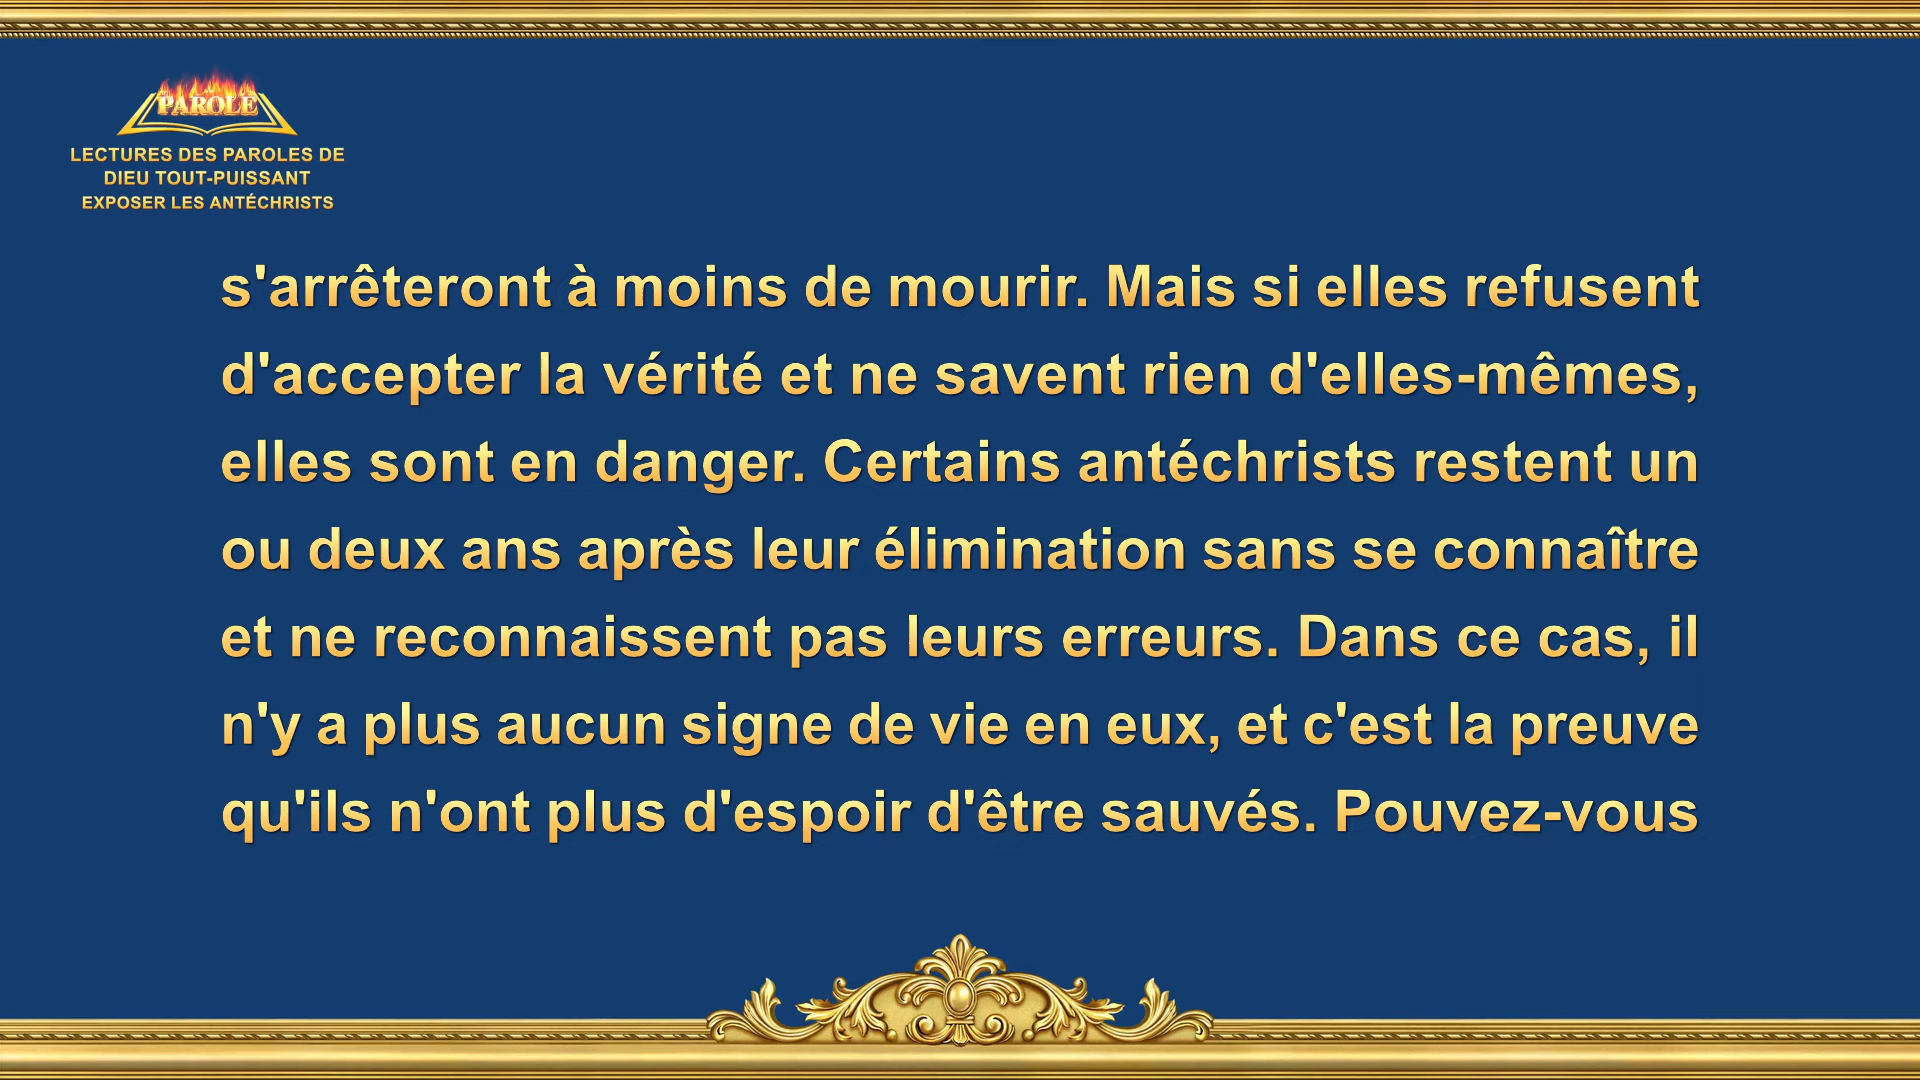 PAROLE
LECTURES DES PAROLES DE
DIEU TOUT-PUISSANT
EXPOSER LES ANTÉCHRISTS
s'arrêteront à moins de mourir. Mais si elles refusent
d'accepter la vérité et ne savent rien d'elles-mêmes,
elles sont en danger. Certains antéchrists restent un
ou deux ans après leur élimination sans se connaître
et ne reconnaissent pas leurs erreurs. Dans ce cas, il
n'y a plus aucun signe de vie en eux, et c'est la preuve
qu'ils n'ont plus d'espoir d'être sauvés. Pouvez-vous